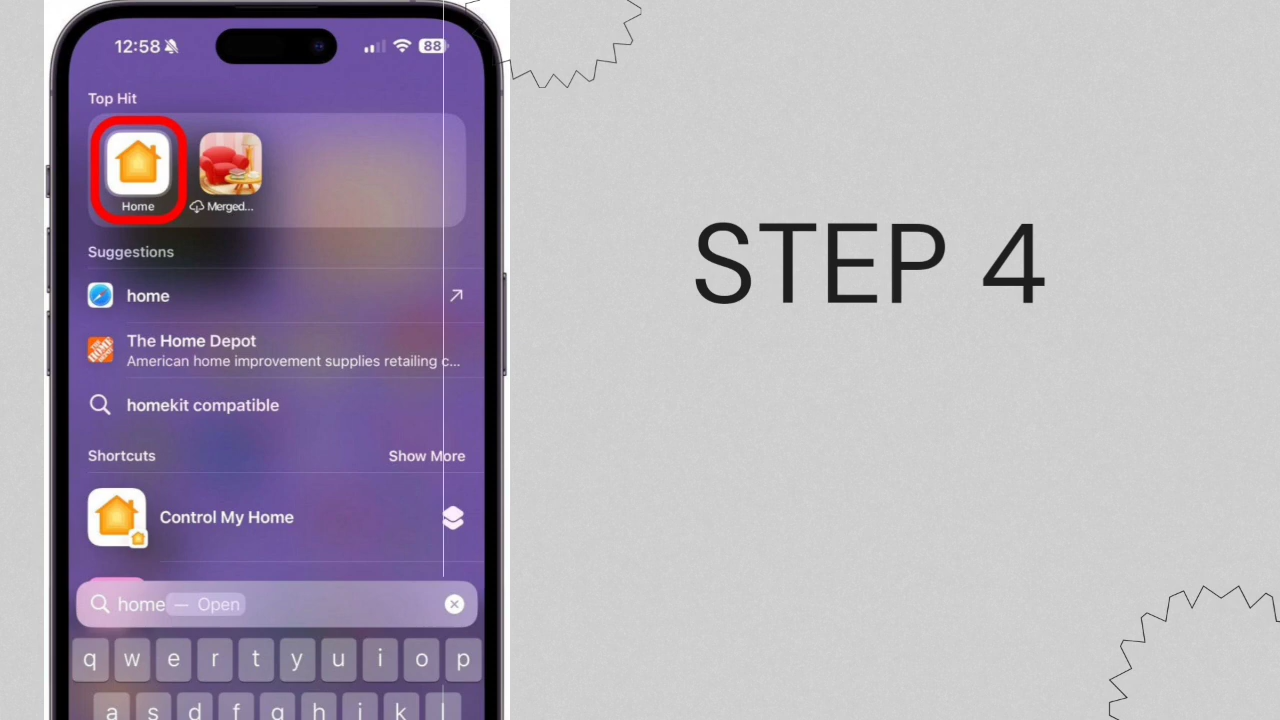 12:58
88
Top Hit
Home
Merged...
Suggestions
home
The Home Depot
American home improvement supplies retailing c...
homekit compatible
Shortcuts
Show More
Control My Home
home — Open
q w e r t y u i o p
a s d f g h j k l
STEP 4